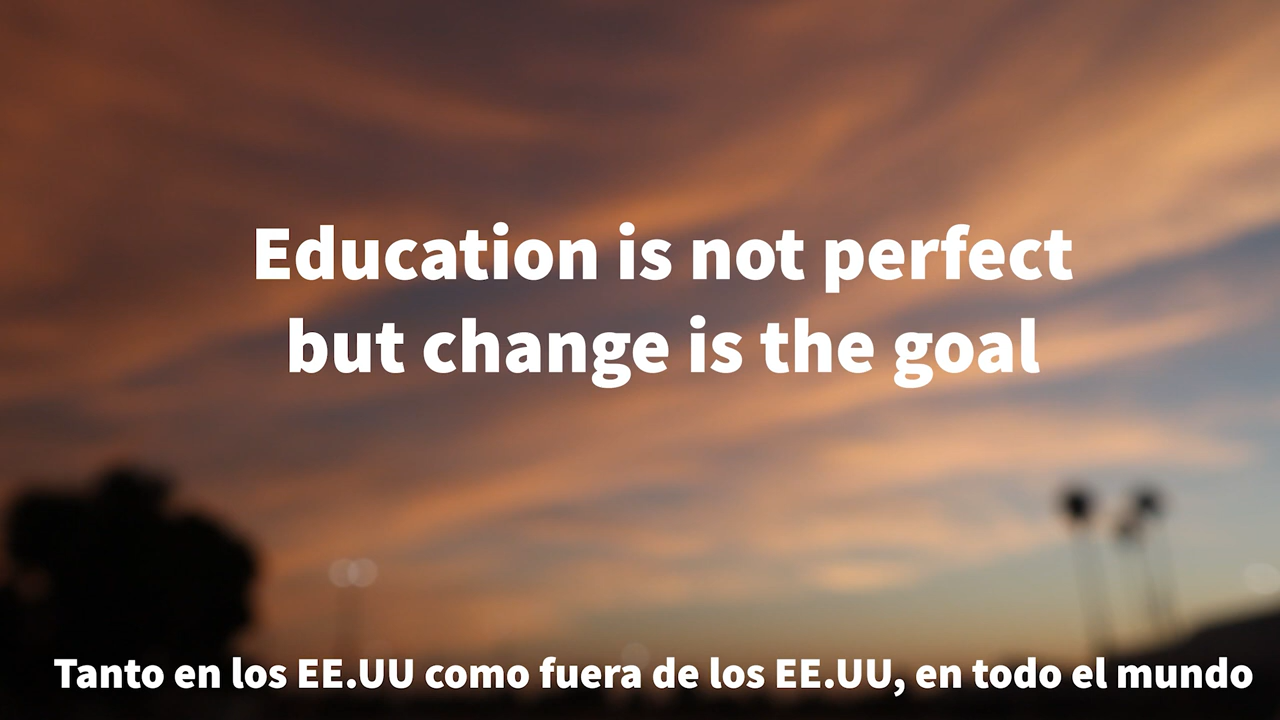 Education is not perfect
but change is the goal
Tanto en los EE.UU como fuera de los EE.UU, en todo el mundo